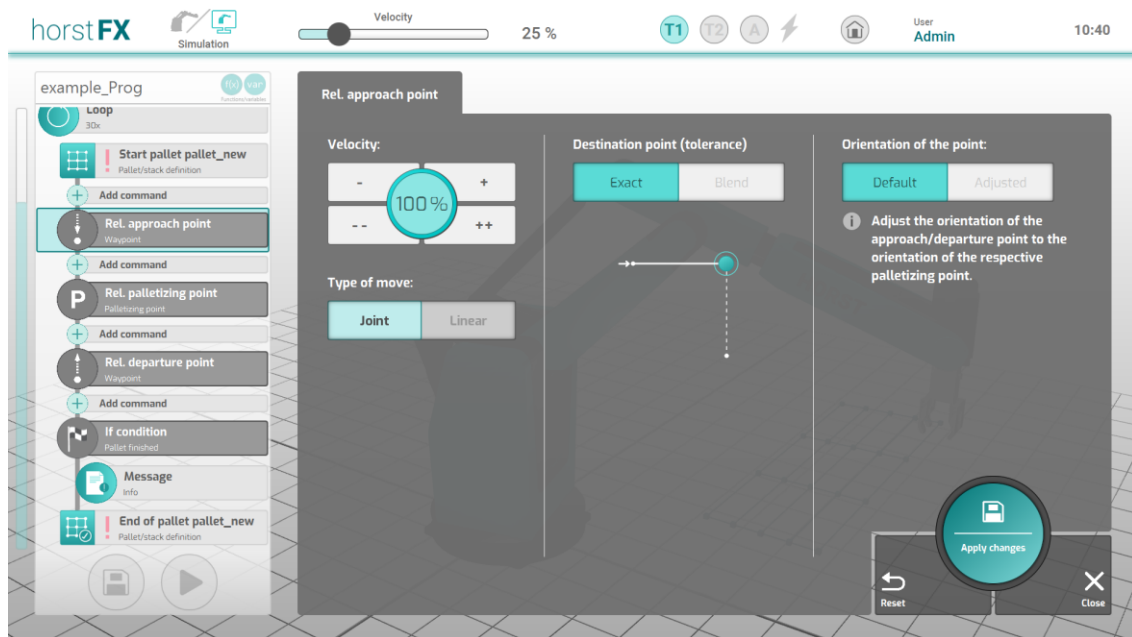 horstFX
Simulation
Velocity
25 %
T1
T2
A
User
Admin
10:40
example_Prog
f(x)
var
Functions/variables
Loop
30x
Start pallet pallet_new
Pallet/stack definition
Add command
Rel. approach point
Waypoint
Add command
P
Rel. palletizing point
Palletizing point
Add command
Rel. departure point
Waypoint
Add command
If condition
Pallet finished
Message
Info
End of pallet pallet_new
Pallet/stack definition
Rel. approach point
Velocity:
- +
100 %
-- ++
Type of move:
Joint Linear
Destination point (tolerance)
Exact Blend
Orientation of the point:
Default Adjusted
Adjust the orientation of the
approach/departure point to the
orientation of the respective
palletizing point.
Apply changes
Reset
Close